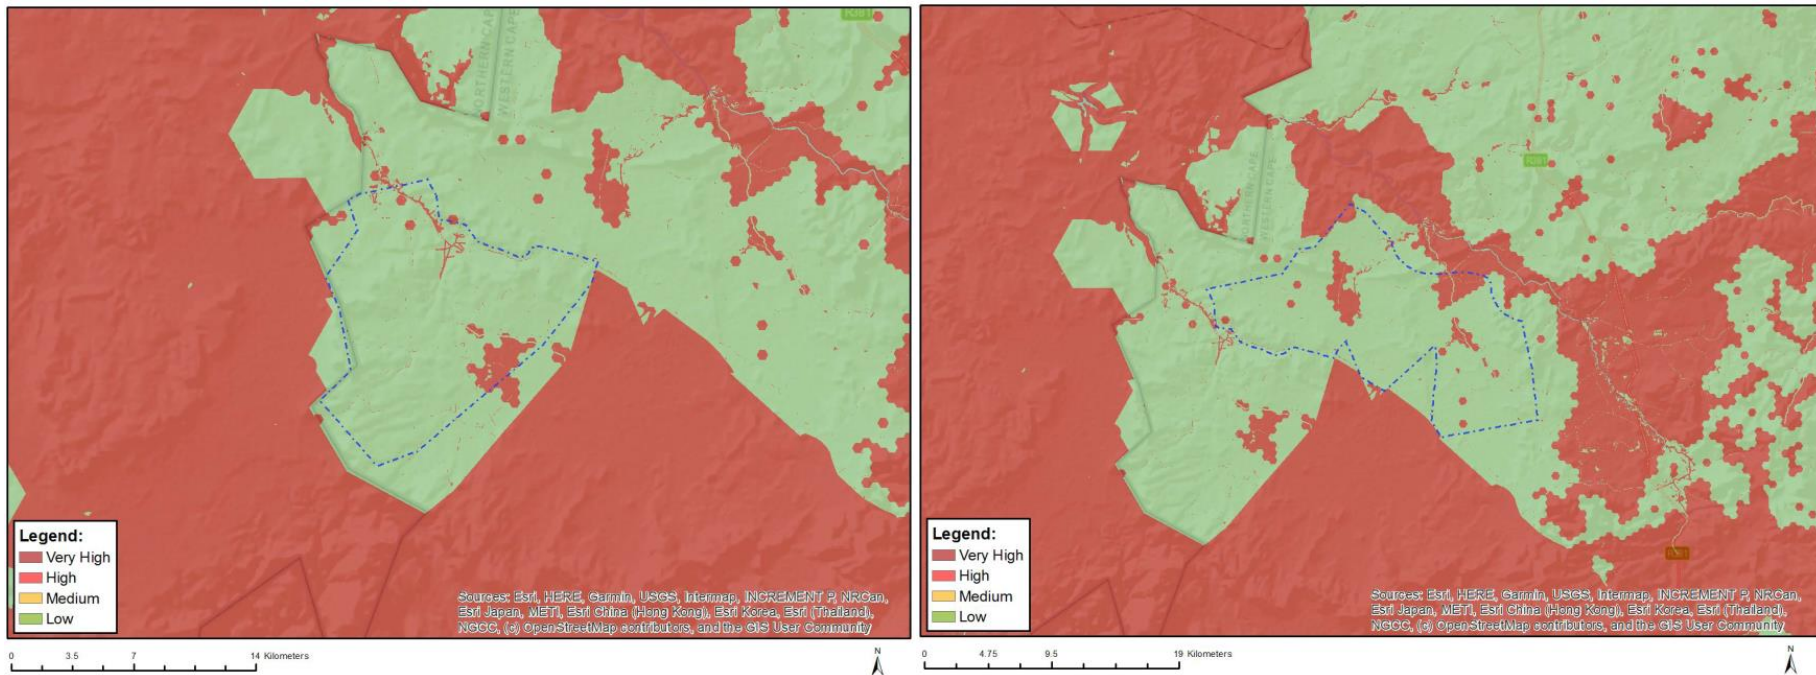 R381
NORTHERN CAPE
WESTERN CAPE
Legend:
Very High
High
Medium
Low
Sources: Esri, HERE, Garmin, USGS, Intermap, INCREMENT P, NRCan,
Esri Japan, METI, Esri China (Hong Kong), Esri Korea, Esri (Thailand),
NGCC, (c) OpenStreetMap contributors, and the GIS User Community
0 3.5 7 14 Kilometers
N
R381
NORTHERN CAPE
WESTERN CAPE
R381
Legend:
Very High
High
Medium
Low
Sources: Esri, HERE, Garmin, USGS, Intermap, INCREMENT P, NRCan,
Esri Japan, METI, Esri China (Hong Kong), Esri Korea, Esri (Thailand),
NGCC, (c) OpenStreetMap contributors, and the GIS User Community
0 4.75 9.5 19 Kilometers
N